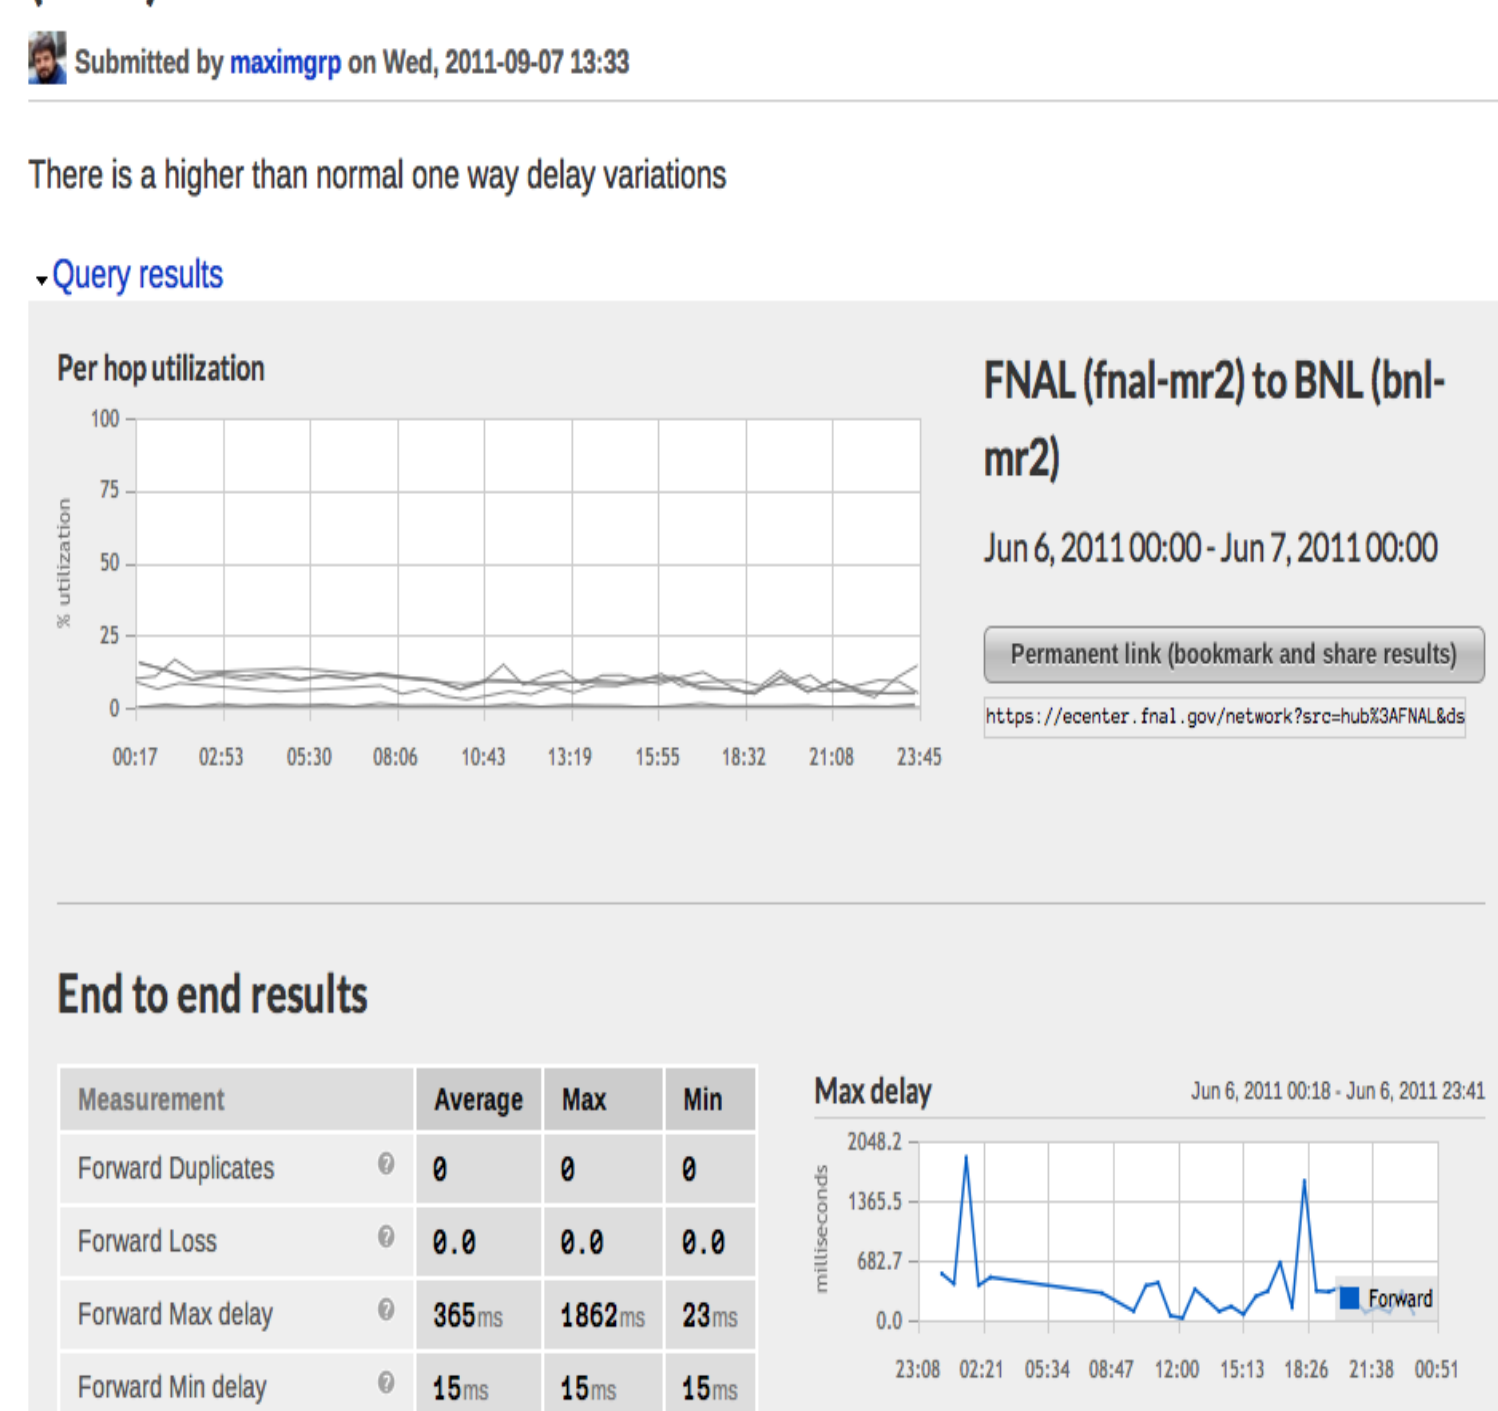 Submitted by maximgrp on Wed, 2011-09-07 13:33
There is a higher than normal one way delay variations
Query results
Per hop utilization
100
75
50
25
0
% utilization
00:17 02:53 05:30 08:06 10:43 13:19 15:55 18:32 21:08 23:45
FNAL (fnal-mr2) to BNL (bnl-
mr2)
Jun 6, 2011 00:00 - Jun 7, 2011 00:00
Permanent link (bookmark and share results)
https://ecenter.fnal.gov/network?src=hub%3AFNAL&ds
End to end results
Measurement Average Max Min
Forward Duplicates ? 0 0 0
Forward Loss ? 0.0 0.0 0.0
Forward Max delay ? 365ms 1862ms 23ms
Forward Min delay ? 15ms 15ms 15ms
Max delay Jun 6, 2011 00:18 - Jun 6, 2011 23:41
2048.2
1365.5
682.7
0.0
milliseconds
Forward
23:08 02:21 05:34 08:47 12:00 15:13 18:26 21:38 00:51